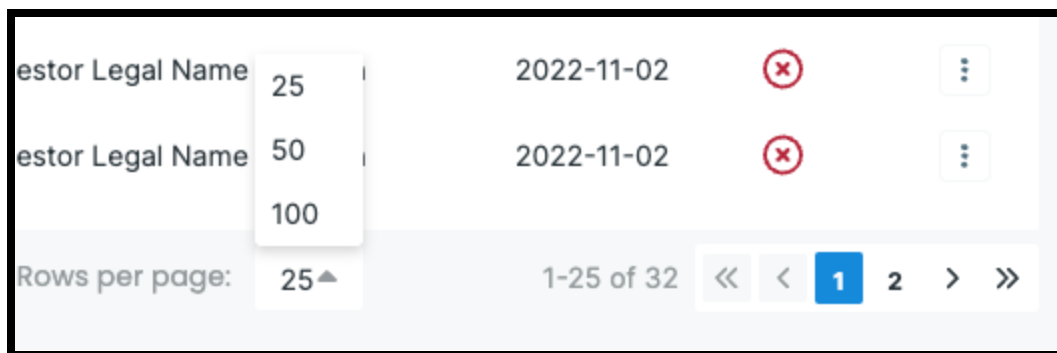 estor Legal Name 2022-11-02
25
estor Legal Name 2022-11-02
50
100
Rows per page: 25 1-25 of 32 « < 1 2 > »